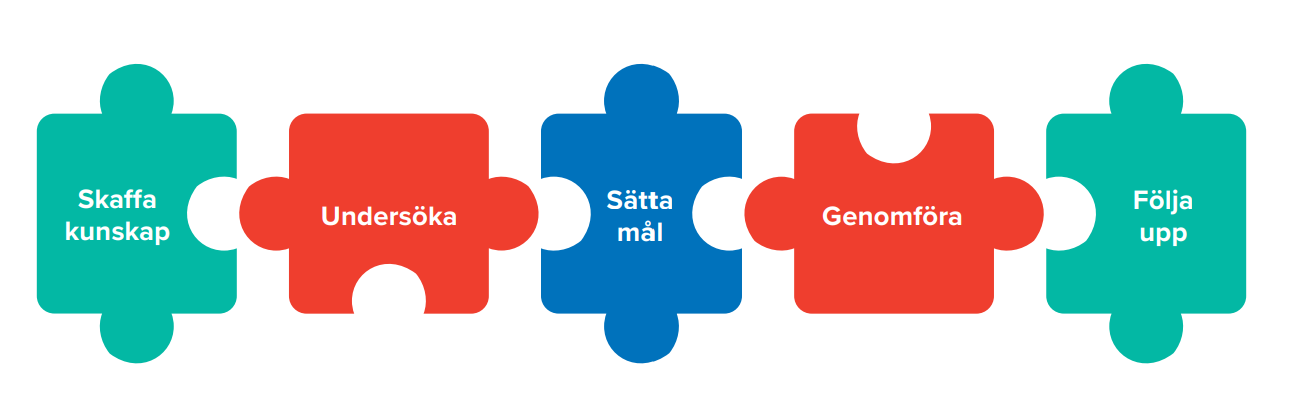 Skaffa
kunskap
Undersöka
Sätta
mål
Genomföra
Följa
upp